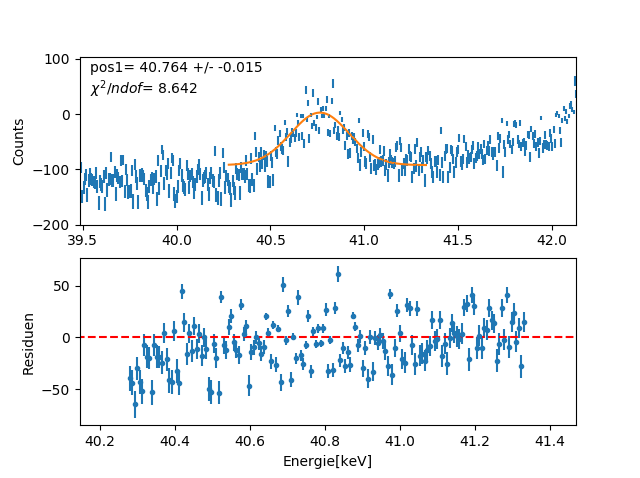 100
0
−100
−200
Counts
pos1= 40.764 +/- -0.015
χ²/ndof= 8.642
39.5 40.0 40.5 41.0 41.5 42.0
50
0
−50
Residuen
40.2 40.4 40.6 40.8 41.0 41.2 41.4
Energie[keV]